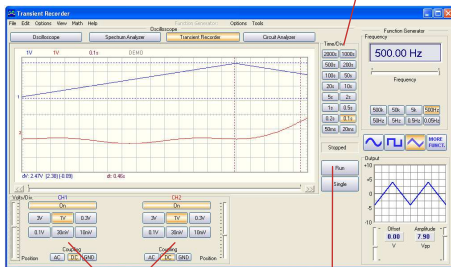 Transient Recorder
File Edit Options View Math Help Function Generator Options Tools
Oscilloscope
Oscilloscope Spectrum Analyzer Transient Recorder Circuit Analyzer
1V 1V 0.1s DEMO
1
2
dV: 2.47V (2.38)(-0.09) dt: 0.46s
Time/Div.
2000s 1000s
500s 200s
100s 50s
20s 10s
5s 2s
1s 0.5s
0.2s 0.1s
50ms 20ms
Stopped
Run
Single
Volts/Div. CH1
On
3V 1V 0.3V
0.1V 30mV 10mV
Coupling
AC DC GND
Position
CH2
On
3V 1V 0.3V
0.1V 30mV 10mV
Coupling
AC DC GND
Position
Function Generator
Frequency
500.00 Hz
Frequency
500k 50k 5k 500Hz
50Hz 5Hz 0.5Hz 0.05Hz
MORE
FUNCT.
Output
+10
+5
0
-5
-10
Offset Amplitude
0.00 7.90
V Vpp